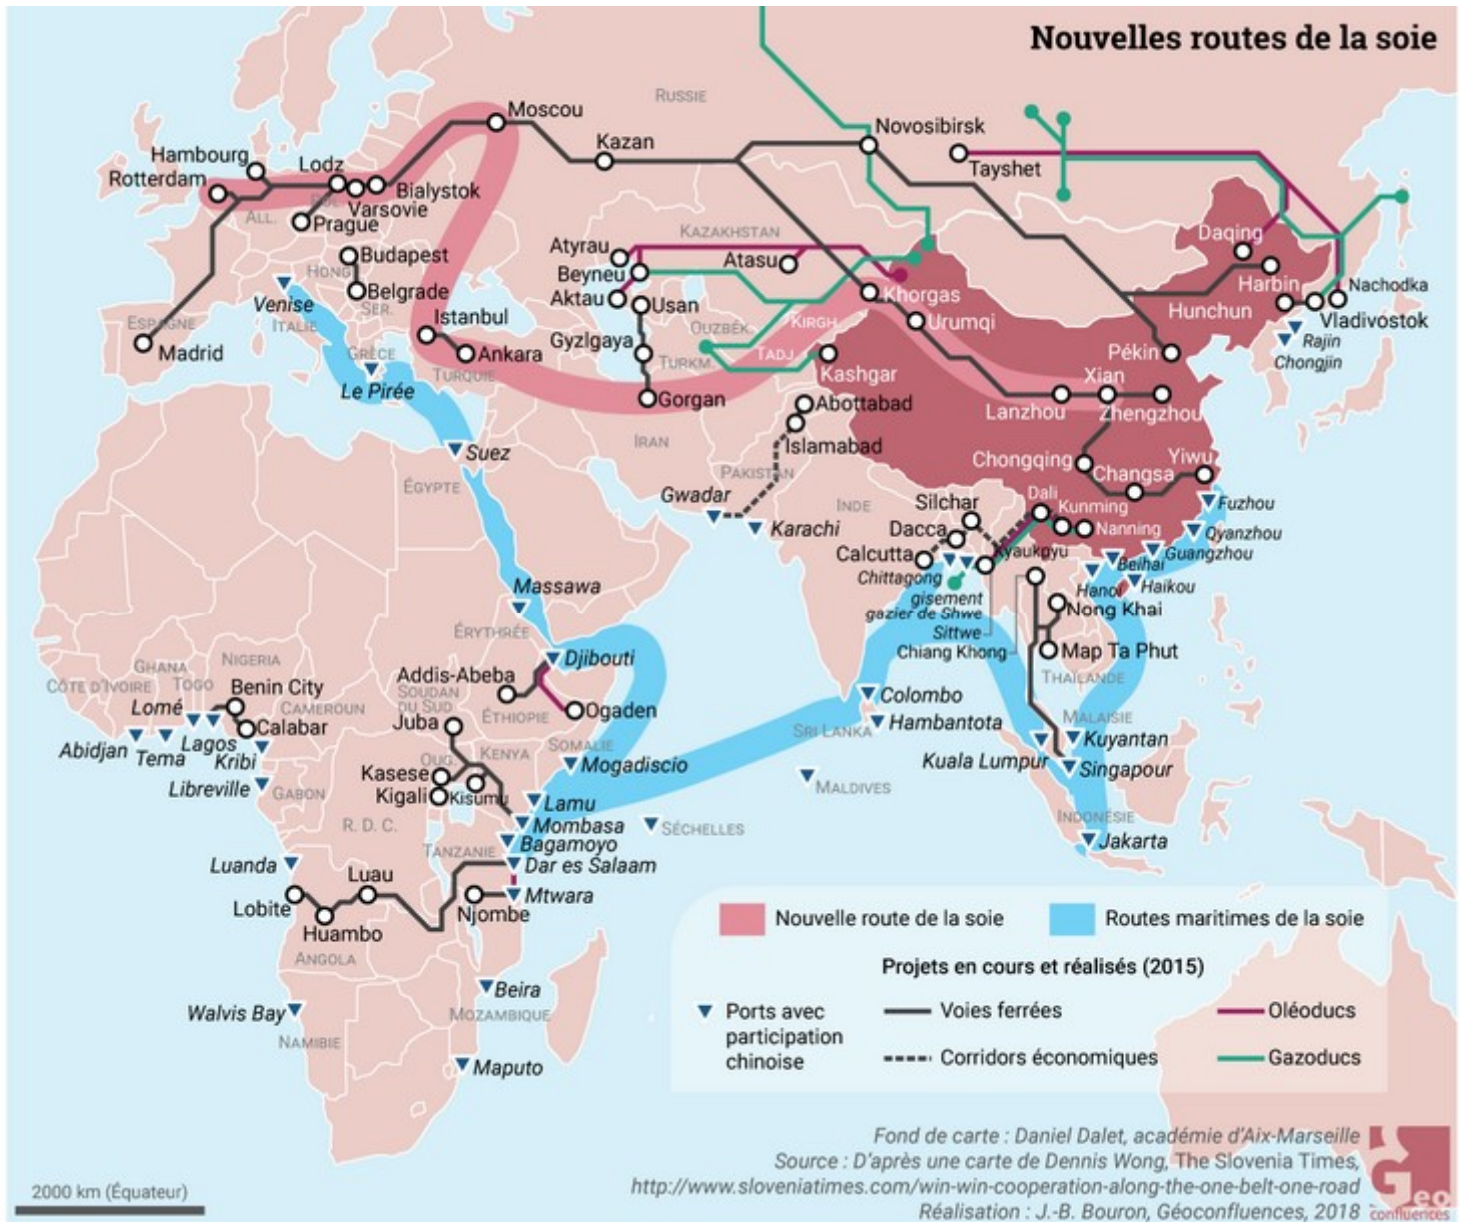 Nouvelles routes de la soie
RUSSIE
Moscou
Kazan
Novosibirsk
Tayshet
Hambourg
Rotterdam
Lodz
Bialystok
Varsovie
ALL.
Prague
Budapest
HONG.
Belgrade
SER.
Venise
ITALIE
ESPAGNE
Madrid
GRÈCE
Le Pirée
Istanbul
Ankara
TURQUIE
Atyrau
Beyneu
Aktau
KAZAKHSTAN
Atasu
Usan
OUZBÉK.
KIRGH.
Gyzlgaya
TURKM.
TADJ.
Gorgan
Khorgas
Urumqi
Kashgar
Daqing
Harbin
Hunchun
Nachodka
Vladivostok
Rajin
Chongjin
Pékin
Xian
Lanzhou
Zhengzhou
Chongqing
Changsa
Yiwu
Abottabad
Islamabad
IRAN
PAKISTAN
Gwadar
Karachi
INDE
Silchar
Dacca
Calcutta
Chittagong
Dali
Kunming
Nanning
Kyaukpyu
gisement
gazier de Shwe
Sittwe
Chiang Khong
Fuzhou
Qyanzhou
Guangzhou
Beihai
Hanoï
Haikou
Nong Khai
Map Ta Phut
THAÏLANDE
MALAISIE
Kuyantan
Kuala Lumpur
Singapour
INDONÉSIE
Jakarta
Suez
ÉGYPTE
Massawa
ÉRYTHRÉE
Djibouti
Addis-Abeba
SOUDAN
DU SUD
ÉTHIOPIE
Ogaden
Juba
OUG.
KENYA
SOMALIE
Mogadiscio
Kasese
Kigali
Kisumu
Lamu
Mombasa
Bagamoyo
R. D. C.
TANZANIE
Dar es Salaam
Mtwara
Njombe
Colombo
SRI LANKA
Hambantota
MALDIVES
SÉCHELLES
GHANA
NIGERIA
CÔTE D'IVOIRE
TOGO
Benin City
CAMEROUN
Lomé
Calabar
Abidjan
Tema
Lagos
Kribi
Libreville
GABON
Luanda
Luau
Lobite
Huambo
ANGOLA
Walvis Bay
NAMIBIE
Beira
MOZAMBIQUE
Maputo
Nouvelle route de la soie
Routes maritimes de la soie
Projets en cours et réalisés (2015)
Ports avec
participation
chinoise
Voies ferrées
Oléoducs
Corridors économiques
Gazoducs
Fond de carte : Daniel Dalet, académie d'Aix-Marseille
Source : D'après une carte de Dennis Wong, The Slovenia Times,
http://www.sloveniatimes.com/win-win-cooperation-along-the-one-belt-one-road
Réalisation : J.-B. Bouron, Géoconfluences, 2018
2000 km (Équateur)
Geo
confluences